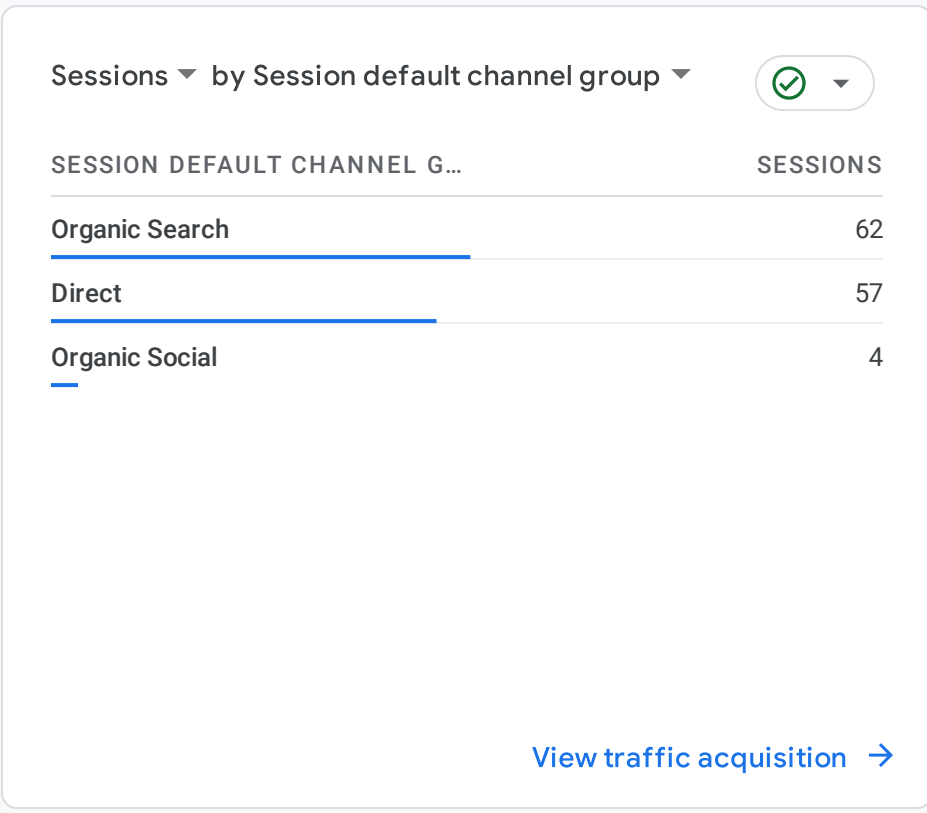 Sessions by Session default channel group
SESSION DEFAULT CHANNEL G… SESSIONS
Organic Search 62
Direct 57
Organic Social 4
View traffic acquisition